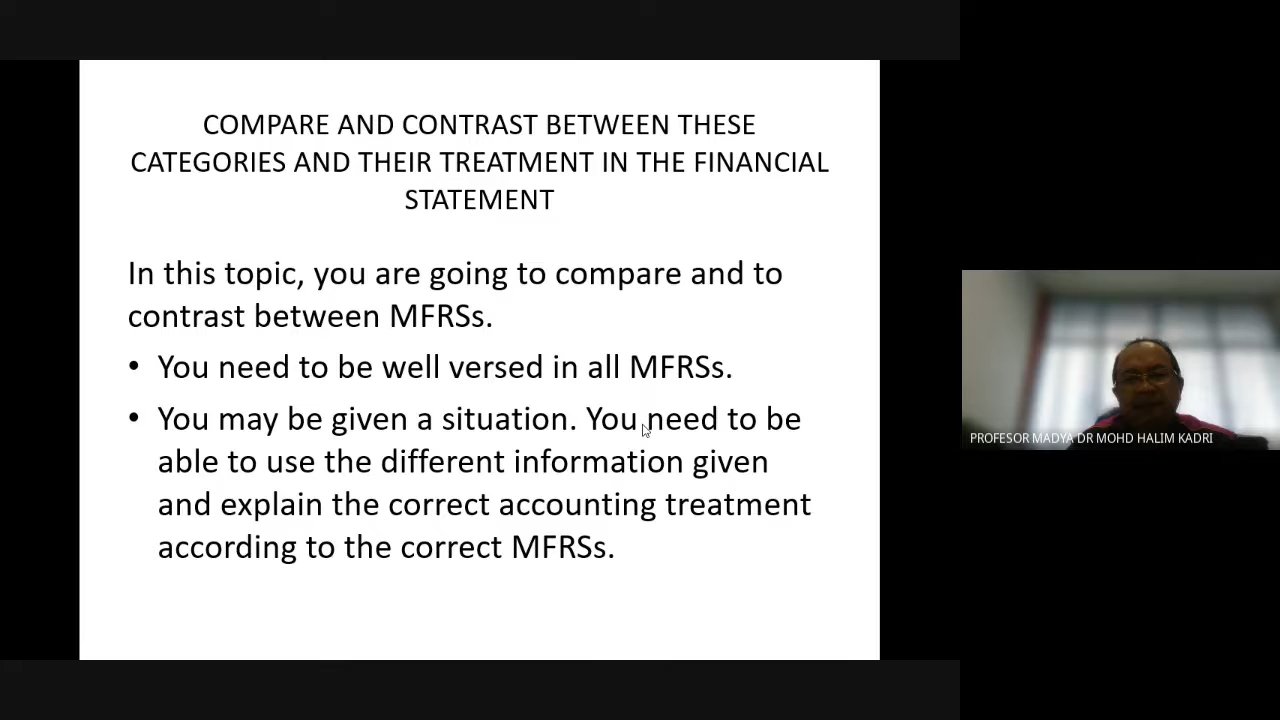 COMPARE AND CONTRAST BETWEEN THESE
CATEGORIES AND THEIR TREATMENT IN THE FINANCIAL
STATEMENT
In this topic, you are going to compare and to
contrast between MFRSs.
• You need to be well versed in all MFRSs.
• You may be given a situation. You need to be
able to use the different information given
and explain the correct accounting treatment
according to the correct MFRSs.
PROFESOR MADYA DR MOHD HALIM KADRI